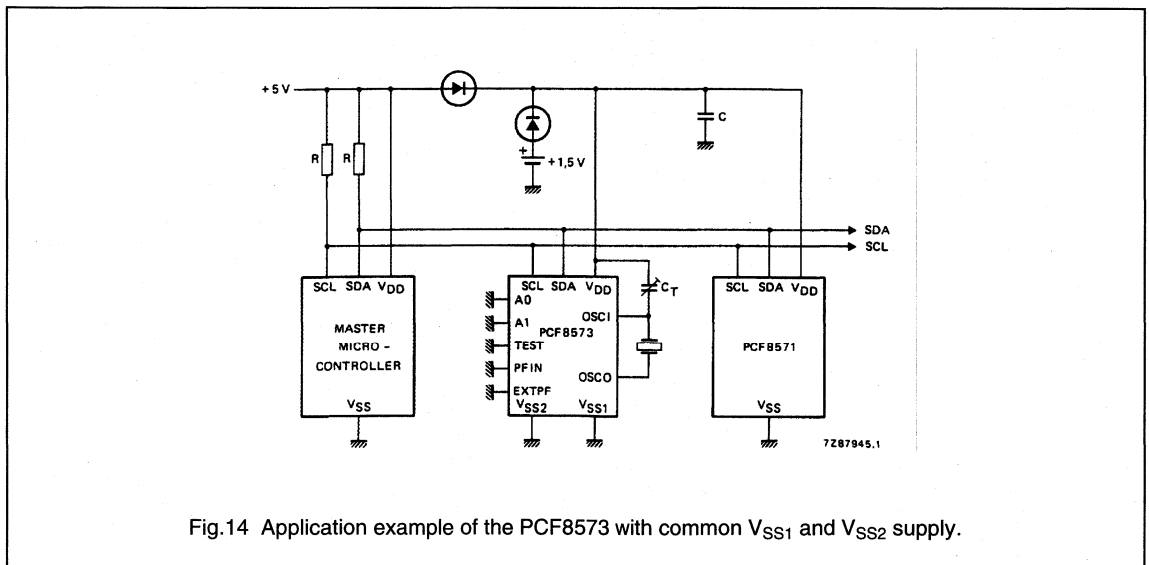 +5V
C
+
+1,5 V
R
R
SDA
SCL
SCL SDA VDD
SCL SDA VDD
SCL SDA VDD
CT
A0
OSCI
A1
PCF8573
MASTER
MICRO -
CONTROLLER
TEST
PCF8571
PFIN
OSCO
EXTPF
VSS
VSS2
VSS1
VSS
7Z87945.1
Fig.14 Application example of the PCF8573 with common VSS1 and VSS2 supply.